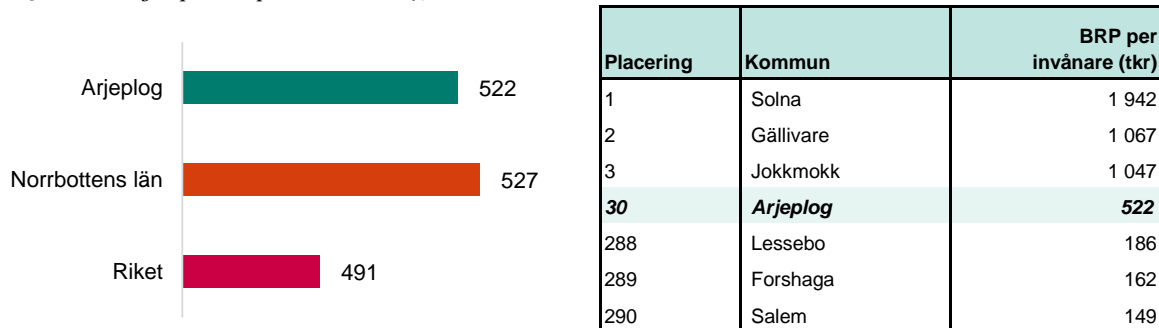 Arjeplog
522
Norrbottens län
527
Riket
491
Placering Kommun BRP per invånare (tkr)
1 Solna 1 942
2 Gällivare 1 067
3 Jokkmokk 1 047
30 Arjeplog 522
288 Lessebo 186
289 Forshaga 162
290 Salem 149